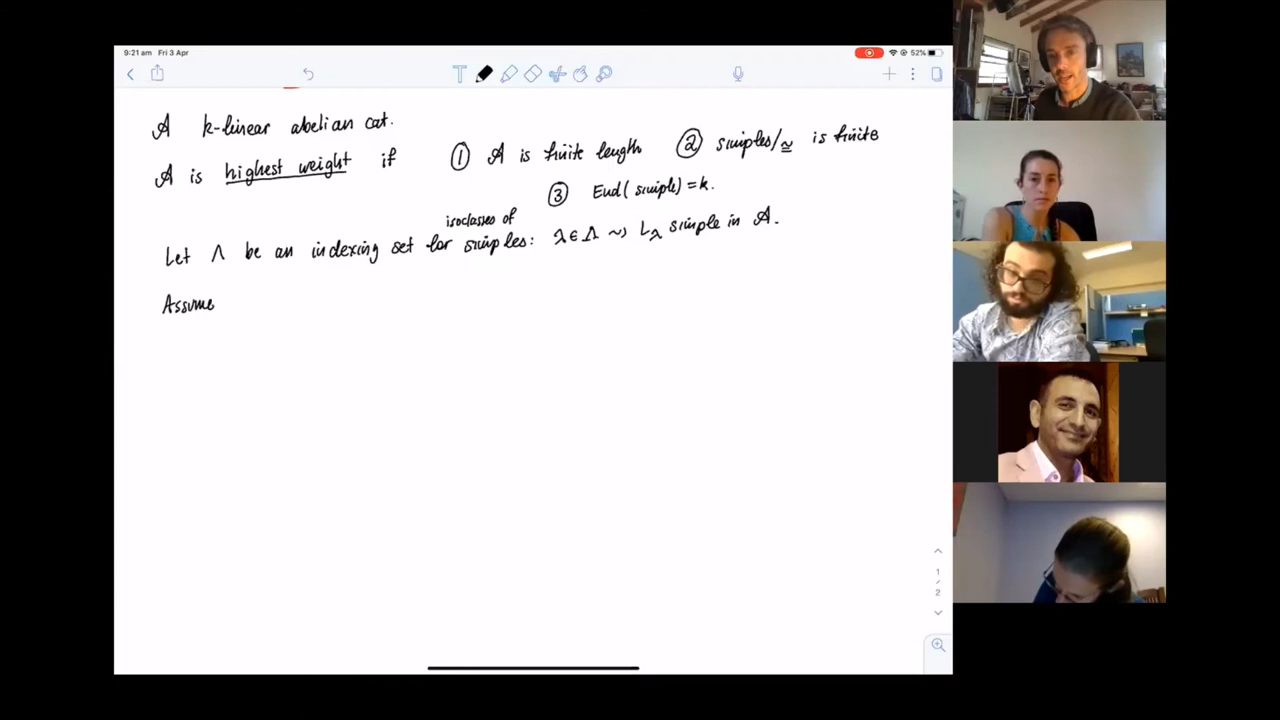 9:21 am Fri 3 Apr
52%
T
A k-linear abelian cat.
A is highest weight if ① A is finite length ② simples/≅ is finite
③ End(simple) = k.
isoclasses of
Let Λ be an indexing set for simples: λ ∈ Λ ⇝ L_λ simple in A.
Assume
1
/
2